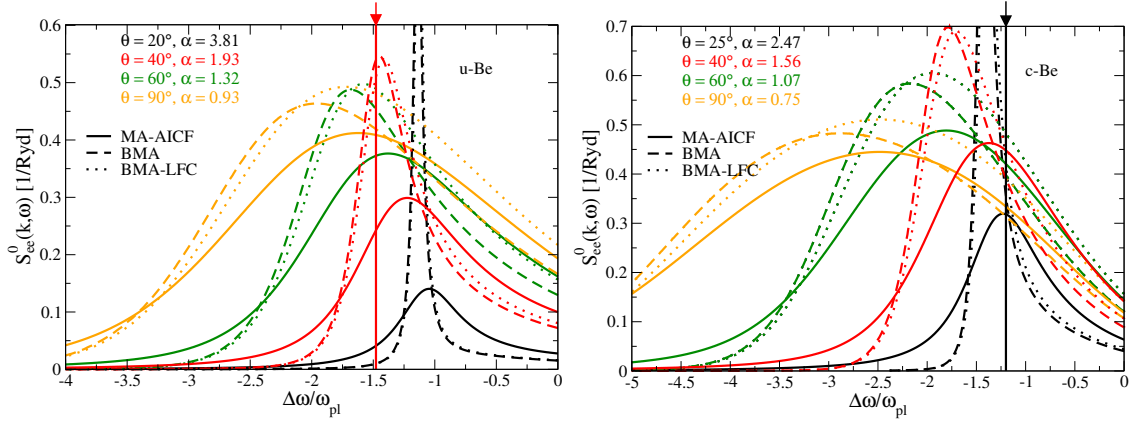 0.6
0.5
0.4
0.3
0.2
0.1
0
S⁰ee(k,ω) [1/Ryd]
θ = 20°, α = 3.81
θ = 40°, α = 1.93
θ = 60°, α = 1.32
θ = 90°, α = 0.93
u-Be
MA-AICF
BMA
BMA-LFC
-4 -3.5 -3 -2.5 -2 -1.5 -1 -0.5 0
Δω/ωpl
0.7
0.6
0.5
0.4
0.3
0.2
0.1
0
S⁰ee(k,ω) [1/Ryd]
θ = 25°, α = 2.47
θ = 40°, α = 1.56
θ = 60°, α = 1.07
θ = 90°, α = 0.75
c-Be
MA-AICF
BMA
BMA-LFC
-5 -4.5 -4 -3.5 -3 -2.5 -2 -1.5 -1 -0.5 0
Δω/ωpl